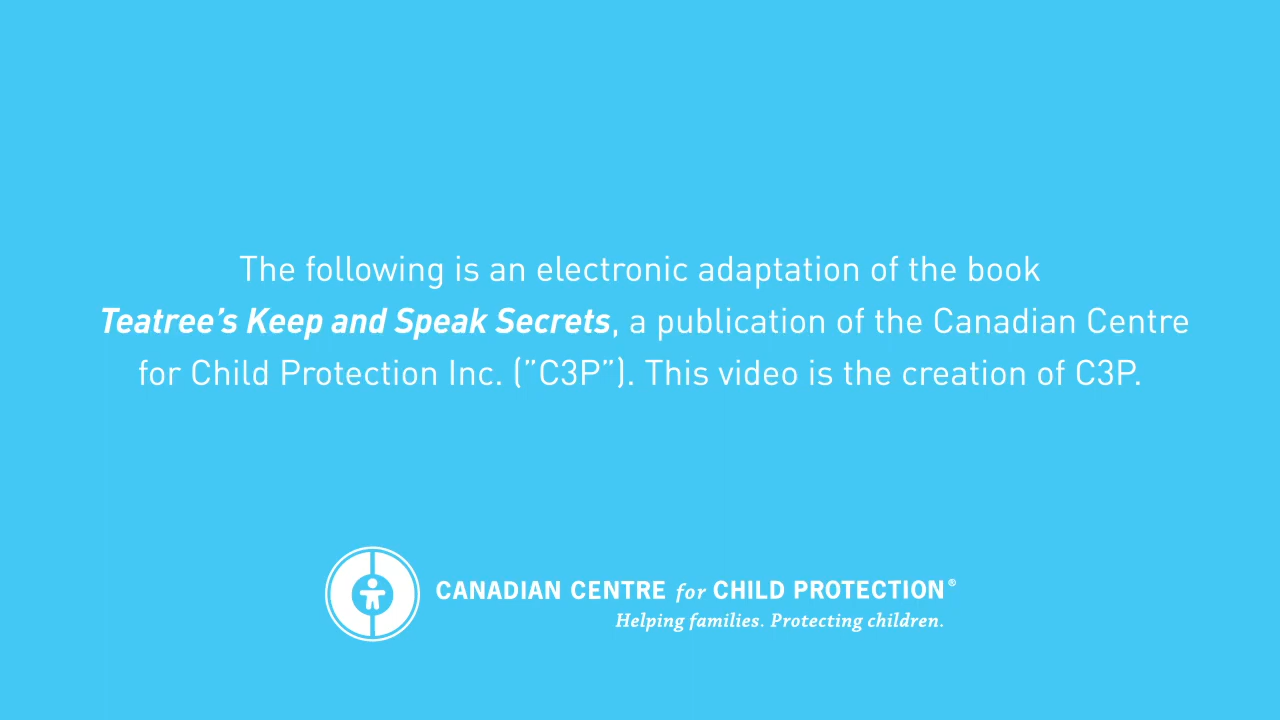 The following is an electronic adaptation of the book
Teatree’s Keep and Speak Secrets, a publication of the Canadian Centre
for Child Protection Inc. (”C3P”). This video is the creation of C3P.
CANADIAN CENTRE for CHILD PROTECTION®
Helping families. Protecting children.